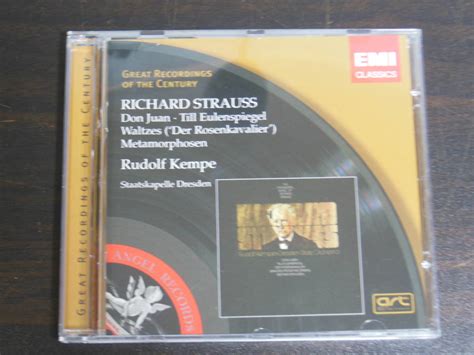 GREAT RECORDINGS OF THE CENTURY
GREAT RECORDINGS
OF THE CENTURY
EMI
CLASSICS
RICHARD STRAUSS
Don Juan · Till Eulenspiegel
Waltzes ("Der Rosenkavalier")
Metamorphosen
Rudolf Kempe
Staatskapelle Dresden
ANGEL RECORDS
art